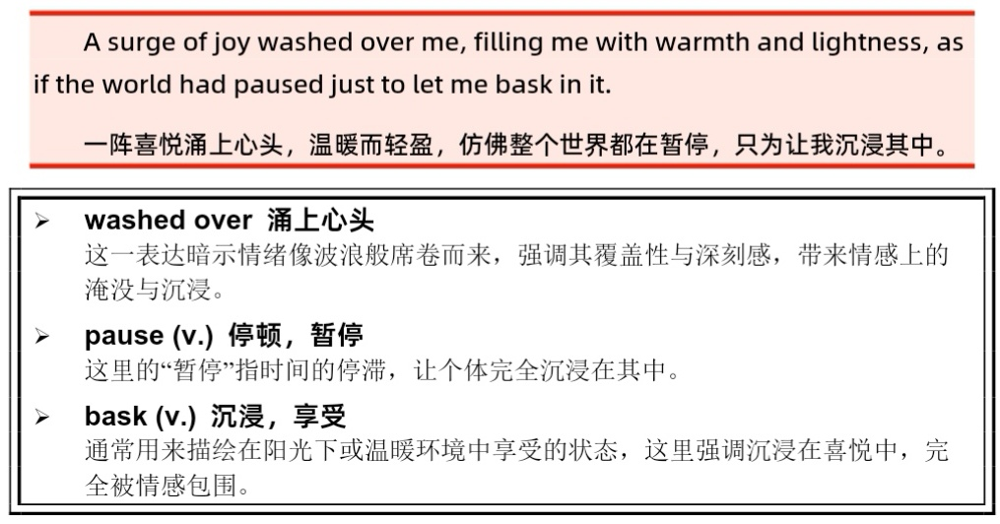 A surge of joy washed over me, filling me with warmth and lightness, as
if the world had paused just to let me bask in it.
一阵喜悦涌上心头，温暖而轻盈，仿佛整个世界都在暂停，只为让我沉浸其中。
➢ washed over 涌上心头
这一表达暗示情绪像波浪般席卷而来，强调其覆盖性与深刻感，带来情感上的
淹没与沉浸。
➢ pause (v.) 停顿，暂停
这里的“暂停”指时间的停滞，让个体完全沉浸在其中。
➢ bask (v.) 沉浸，享受
通常用来描绘在阳光下或温暖环境中享受的状态，这里强调沉浸在喜悦中，完
全被情感包围。